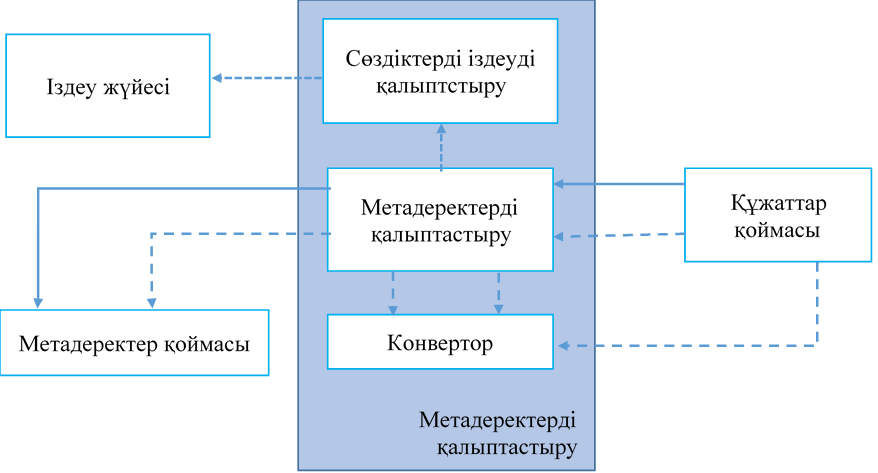 Сөздіктерді іздеуді
қалыптстыру
Іздеу жүйесі
Метадеректерді
қалыптастыру
Құжаттар
қоймасы
Метадеректер қоймасы
Конвертор
Метадеректерді
қалыптастыру